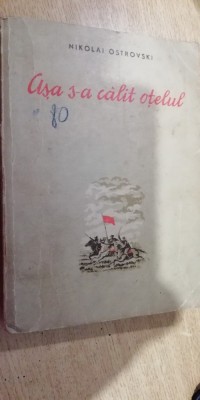 NIKOLAI OSTROVSKI
Așa s-a călit oțelul
80